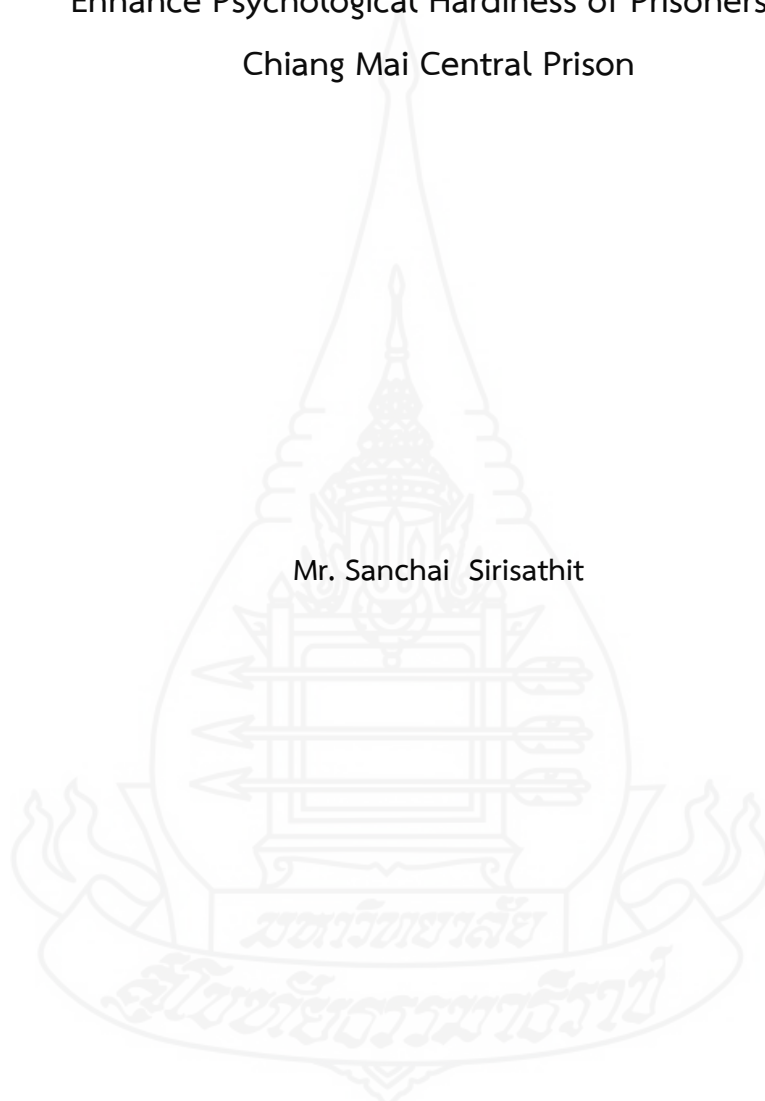 Enhance Psychological Hardiness of Prisoners
Chiang Mai Central Prison
Mr. Sanchai Sirisathit
มหาวิทยาลัย
สุโขทัยธรรมาธิราช